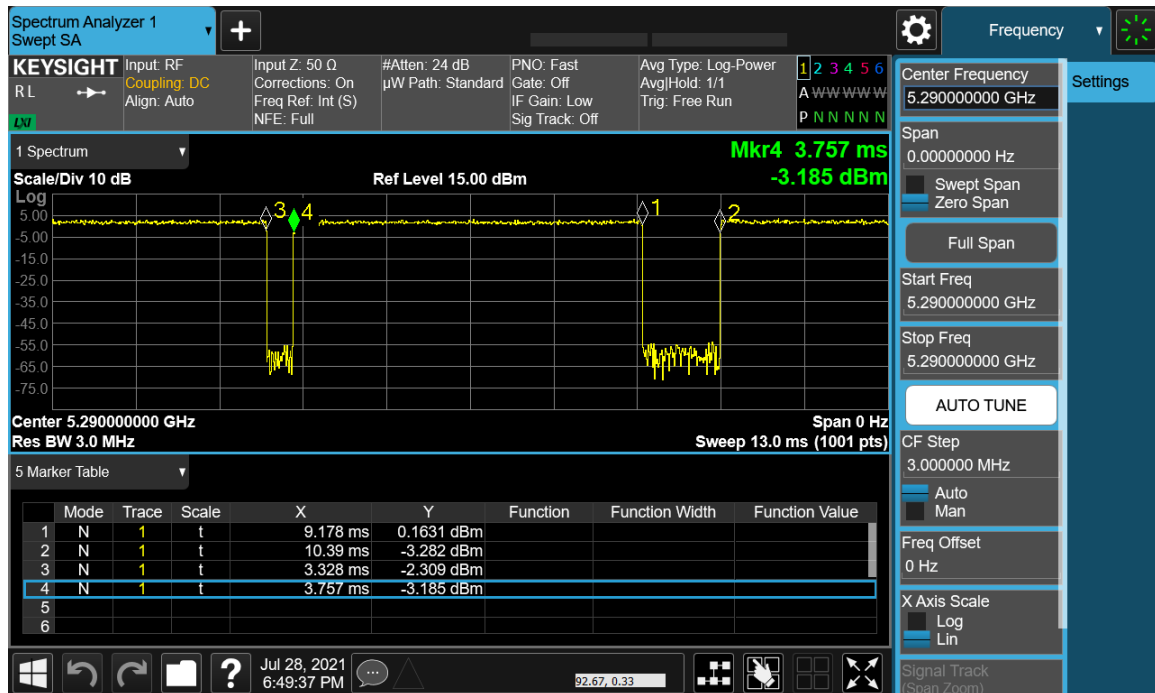 Spectrum Analyzer 1
Swept SA
+
Frequency
KEYSIGHT
RL
LXI
Input: RF
Coupling: DC
Align: Auto
Input Z: 50 Ω
Corrections: On
Freq Ref: Int (S)
NFE: Full
#Atten: 24 dB
µW Path: Standard
PNO: Fast
Gate: Off
IF Gain: Low
Sig Track: Off
Avg Type: Log-Power
Avg|Hold: 1/1
Trig: Free Run
1 2 3 4 5 6
A W W W W W
P N N N N N
1 Spectrum
Scale/Div 10 dB
Ref Level 15.00 dBm
Mkr4 3.757 ms
-3.185 dBm
Log
5.00
-5.00
-15.0
-25.0
-35.0
-45.0
-55.0
-65.0
-75.0
3 4 1 2
Center 5.290000000 GHz
Span 0 Hz
Res BW 3.0 MHz
Sweep 13.0 ms (1001 pts)
5 Marker Table
Mode Trace Scale X Y Function Function Width Function Value
1 N 1 t 9.178 ms 0.1631 dBm
2 N 1 t 10.39 ms -3.282 dBm
3 N 1 t 3.328 ms -2.309 dBm
4 N 1 t 3.757 ms -3.185 dBm
5
6
Center Frequency
5.290000000 GHz
Settings
Span
0.00000000 Hz
Swept Span
Zero Span
Full Span
Start Freq
5.290000000 GHz
Stop Freq
5.290000000 GHz
AUTO TUNE
CF Step
3.000000 MHz
Auto
Man
Freq Offset
0 Hz
X Axis Scale
Log
Lin
Signal Track
(Span Zoom)
?
Jul 28, 2021
6:49:37 PM
92.67, 0.33